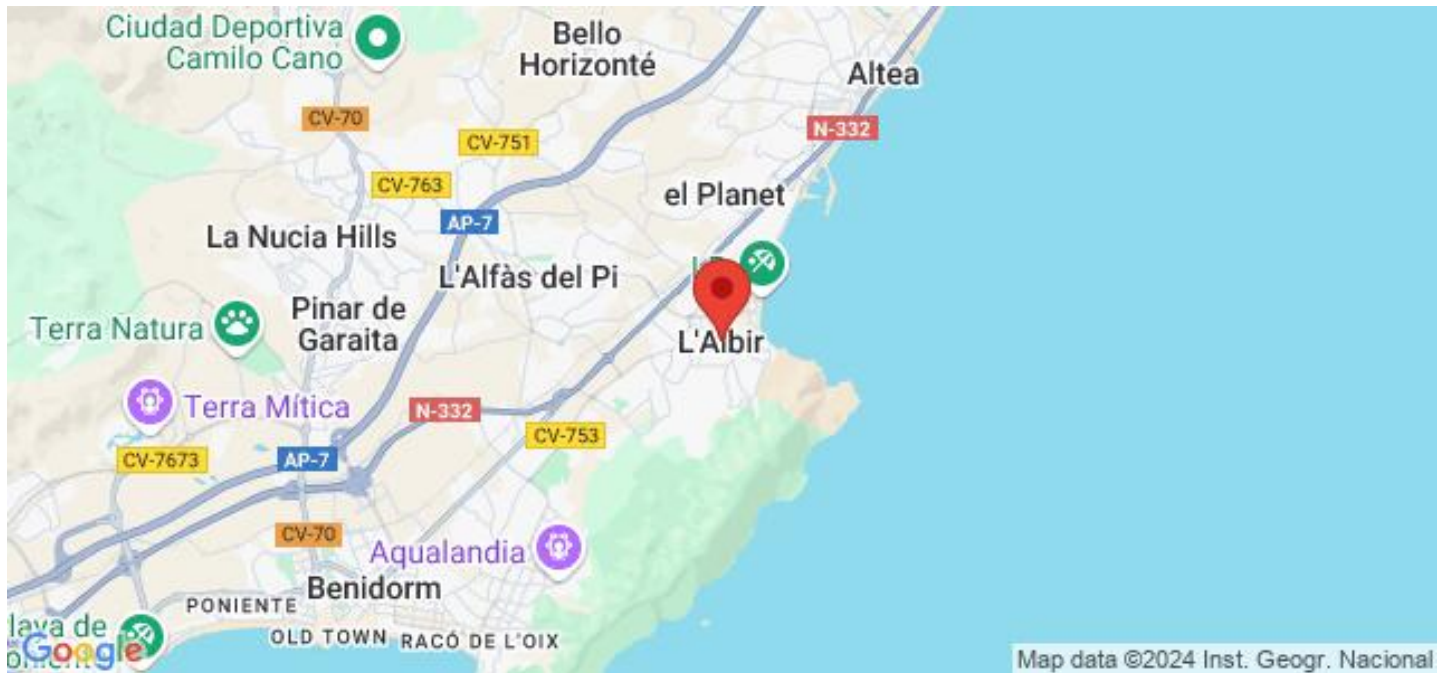 Ciudad Deportiva
Camilo Cano
Bello
Horizonté
Altea
CV-70
N-332
CV-751
CV-763
el Planet
AP-7
La Nucia Hills
L'Alfàs del Pi
Pinar de
Garaita
Terra Natura
L'Albir
Terra Mítica
N-332
CV-753
CV-7673
AP-7
CV-70
Aqualandia
Benidorm
PONIENTE
OLD TOWN
RACÓ DE L'OIX
laya de
Google
Map data ©2024 Inst. Geogr. Nacional